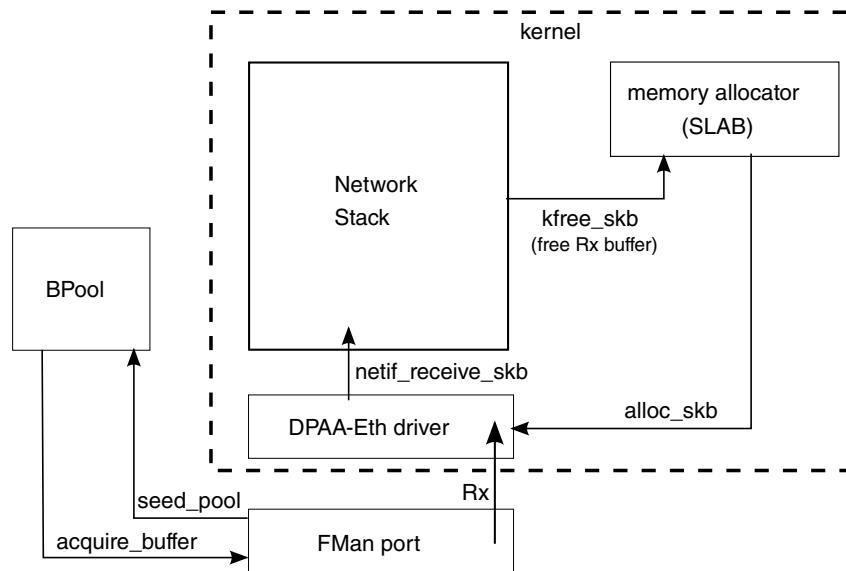 kernel
memory allocator
(SLAB)
Network
Stack
kfree_skb
(free Rx buffer)
BPool
netif_receive_skb
alloc_skb
DPAA-Eth driver
seed_pool
Rx
acquire_buffer
FMan port